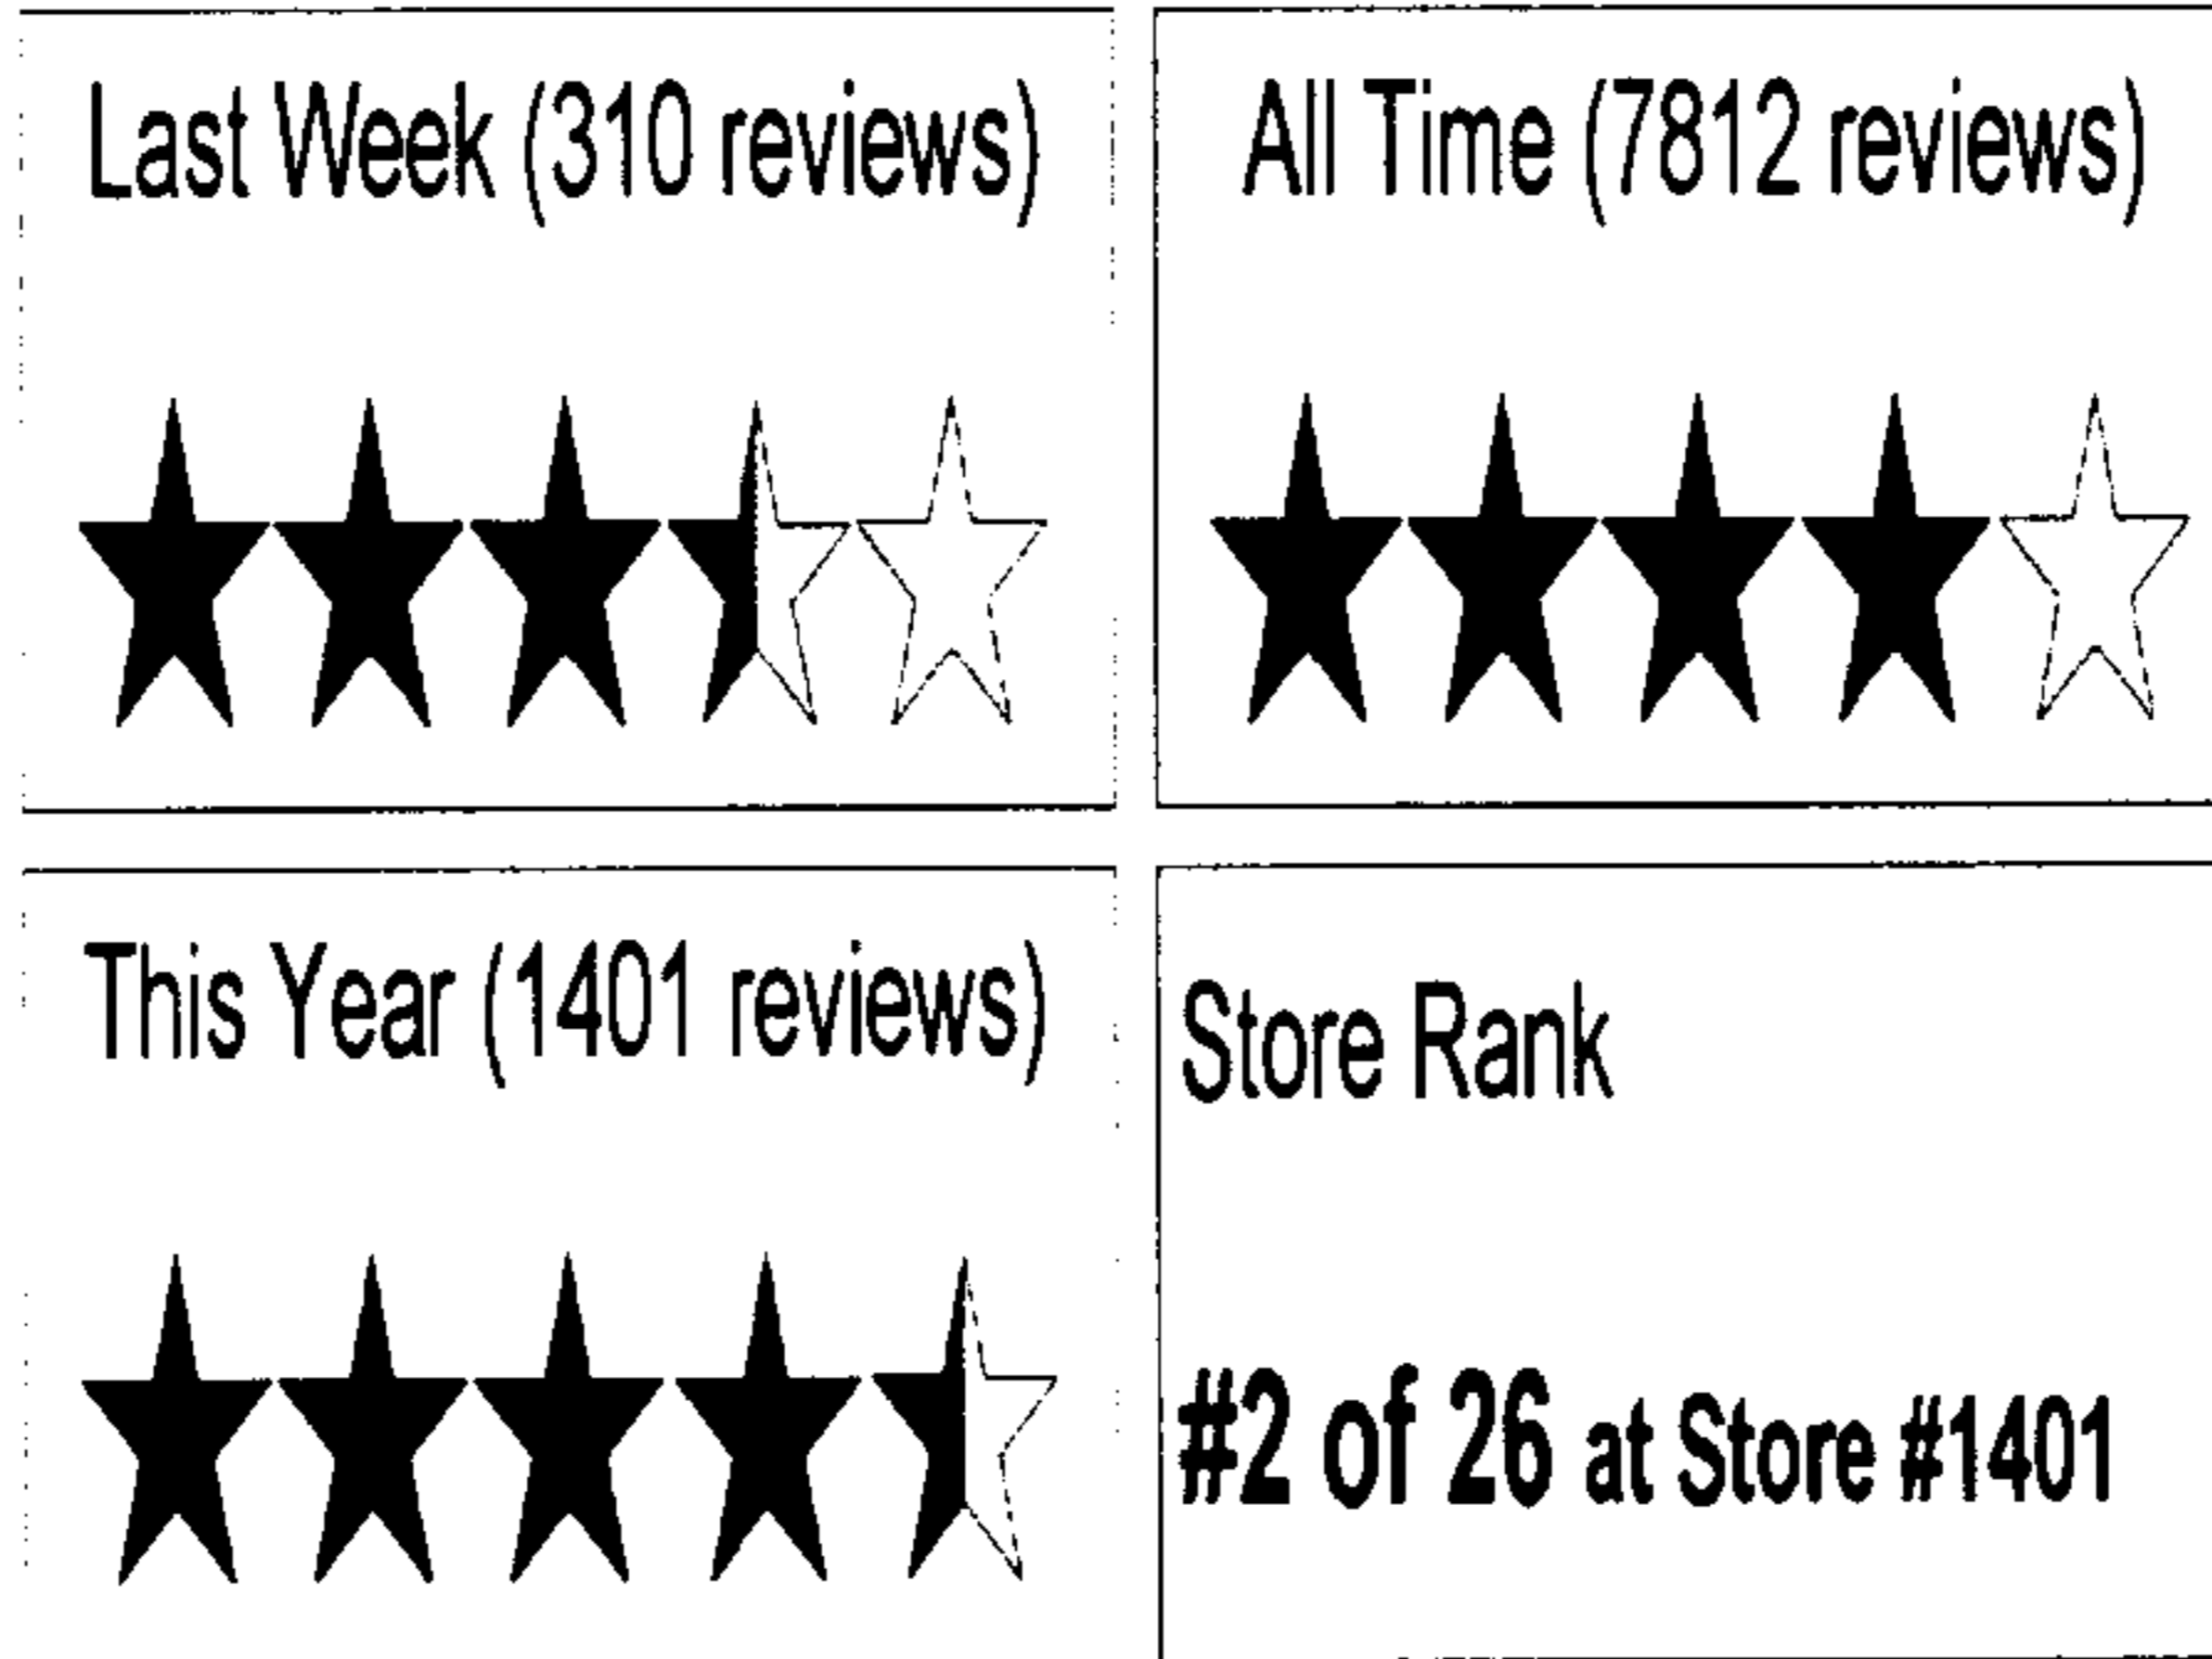 Last Week (310 reviews)
All Time (7812 reviews)
This Year (1401 reviews)
Store Rank
#2 of 26 at Store #1401